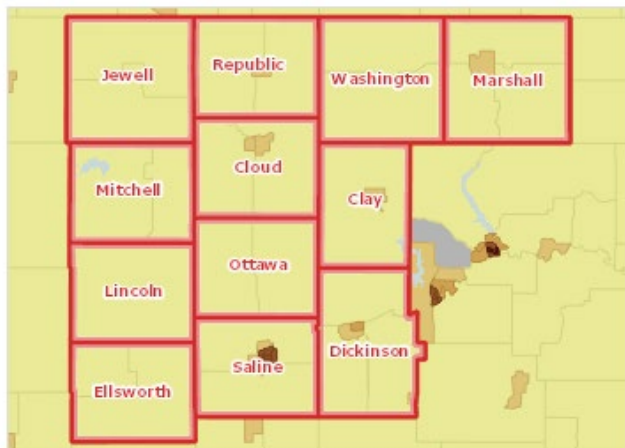 Jewell
Republic
Washington
Marshall
Mitchell
Cloud
Clay
Lincoln
Ottawa
Ellsworth
Saline
Dickinson